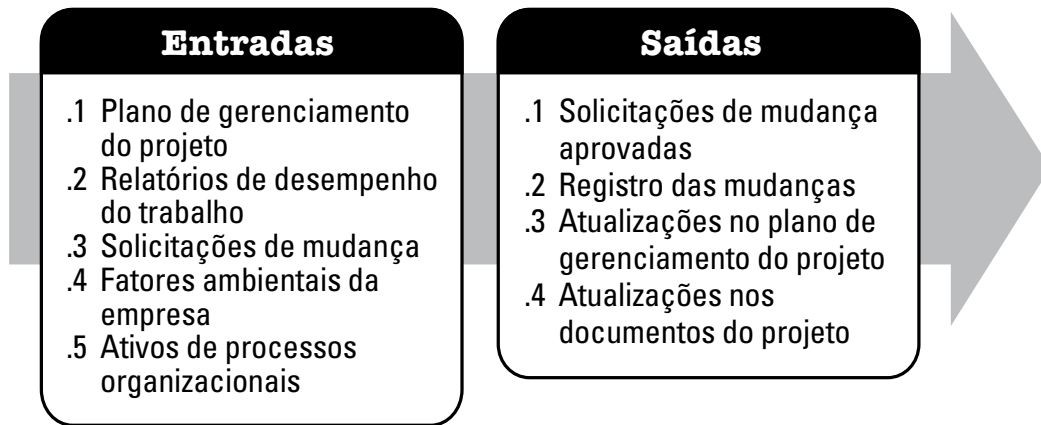 Entradas
.1 Plano de gerenciamento
do projeto
.2 Relatórios de desempenho
do trabalho
.3 Solicitações de mudança
.4 Fatores ambientais da
empresa
.5 Ativos de processos
organizacionais
Saídas
.1 Solicitações de mudança
aprovadas
.2 Registro das mudanças
.3 Atualizações no plano de
gerenciamento do projeto
.4 Atualizações nos
documentos do projeto